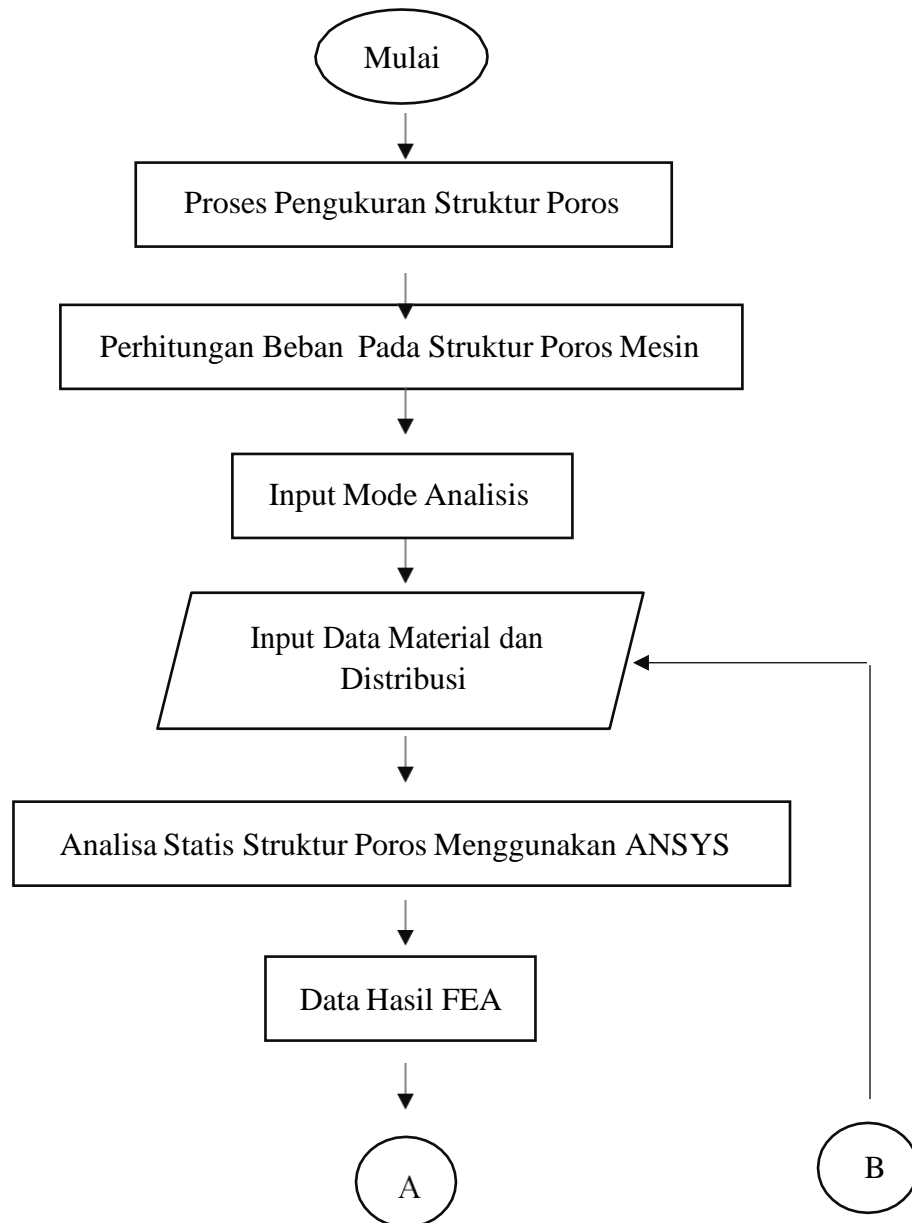 Mulai
Proses Pengukuran Struktur Poros
Perhitungan Beban Pada Struktur Poros Mesin
Input Mode Analisis
Input Data Material dan
Distribusi
Analisa Statis Struktur Poros Menggunakan ANSYS
Data Hasil FEA
A
B